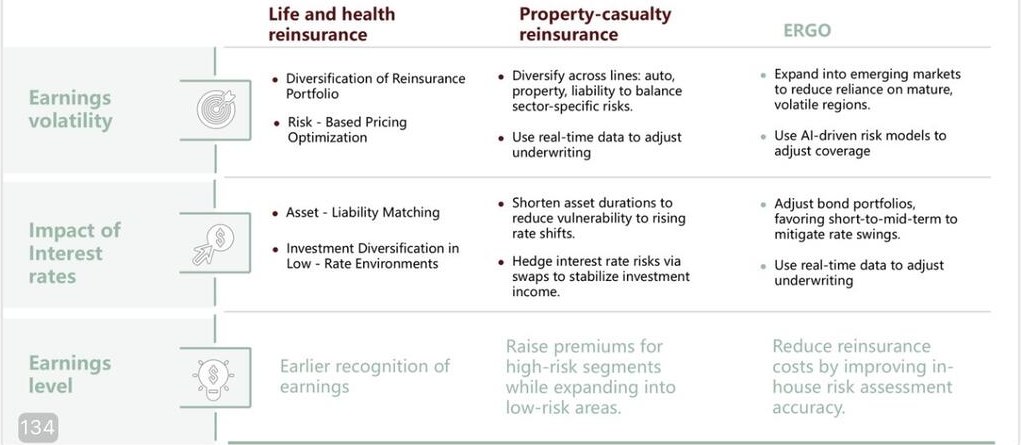 Life and health
reinsurance
Property-casualty
reinsurance
ERGO
Earnings
volatility
• Diversification of Reinsurance
Portfolio
• Risk - Based Pricing
Optimization
• Diversify across lines: auto,
property, liability to balance
sector-specific risks.
• Use real-time data to adjust
underwriting
• Expand into emerging markets
to reduce reliance on mature,
volatile regions.
• Use AI-driven risk models to
adjust coverage
Impact of
Interest
rates
• Asset - Liability Matching
• Investment Diversification in
Low - Rate Environments
• Shorten asset durations to
reduce vulnerability to rising
rate shifts.
• Hedge interest rate risks via
swaps to stabilize investment
income.
• Adjust bond portfolios,
favoring short-to-mid-term to
mitigate rate swings.
• Use real-time data to adjust
underwriting
Earnings
level
Earlier recognition of
earnings
Raise premiums for
high-risk segments
while expanding into
low-risk areas.
Reduce reinsurance
costs by improving in-
house risk assessment
accuracy.
134